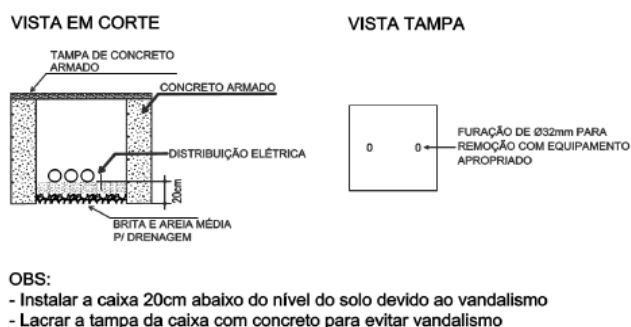 VISTA EM CORTE
VISTA TAMPA
TAMPA DE CONCRETO
ARMADO
CONCRETO ARMADO
DISTRIBUIÇÃO ELÉTRICA
20cm
BRITA E AREIA MÉDIA
P/ DRENAGEM
0 0
FURAÇÃO DE Ø32mm PARA
REMOÇÃO COM EQUIPAMENTO
APROPRIADO
OBS:
- Instalar a caixa 20cm abaixo do nível do solo devido ao vandalismo
- Lacrar a tampa da caixa com concreto para evitar vandalismo